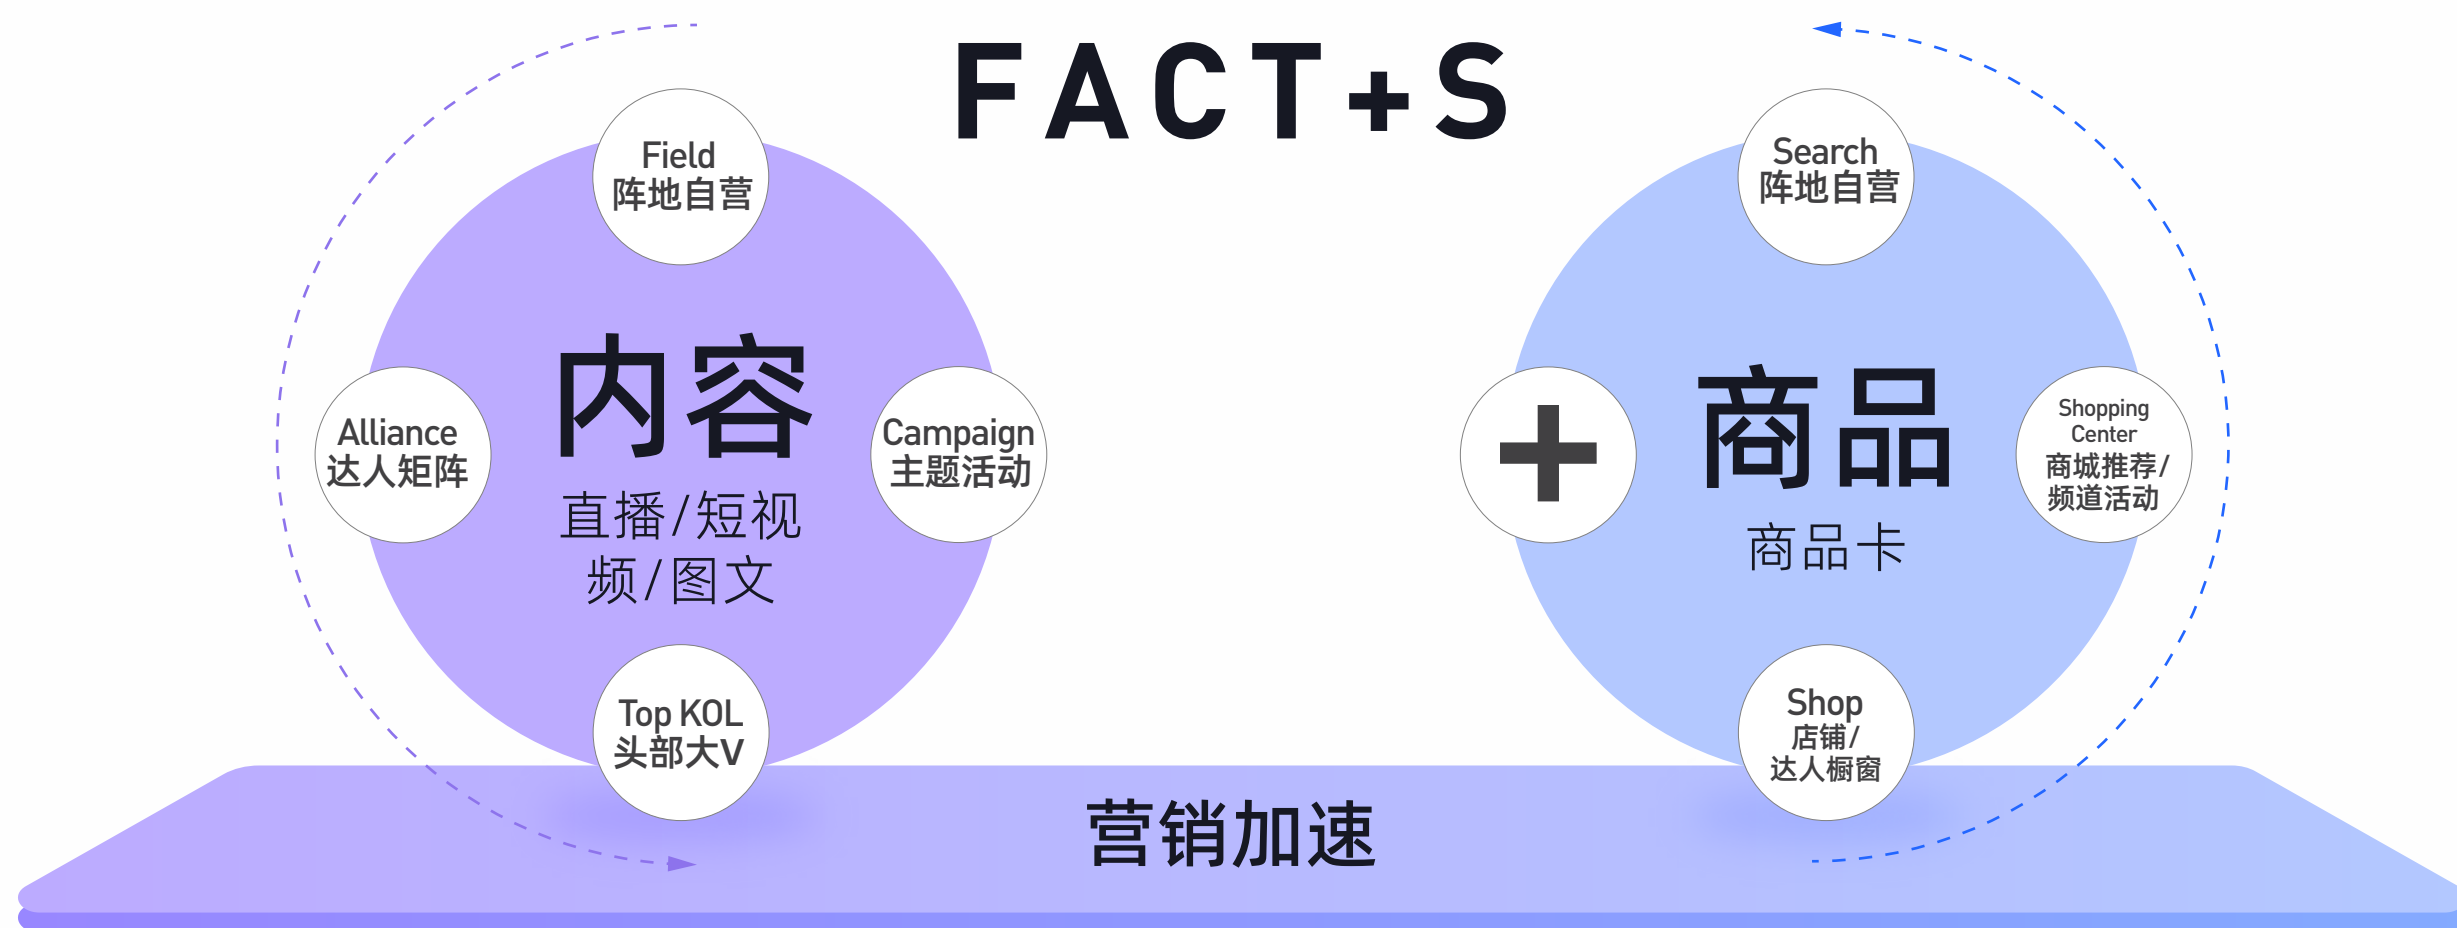 FACT+S
Field
阵地自营
Alliance
达人矩阵
内容
直播/短视
频/图文
Campaign
主题活动
Top KOL
头部大V
Search
阵地自营
+
商品
商品卡
Shopping
Center
商城推荐/
频道活动
Shop
店铺/
达人橱窗
营销加速